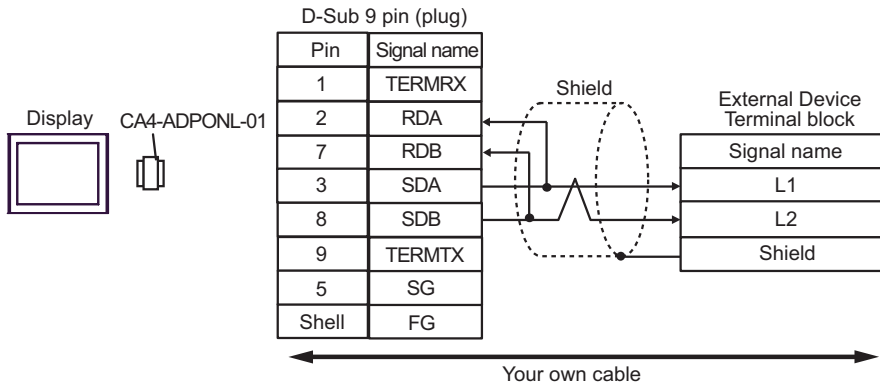 D-Sub 9 pin (plug)
Pin Signal name
1 TERMRX
2 RDA
7 RDB
3 SDA
8 SDB
9 TERMTX
5 SG
Shell FG
Display
CA4-ADPONL-01
Shield
External Device
Terminal block
Signal name
L1
L2
Shield
Your own cable